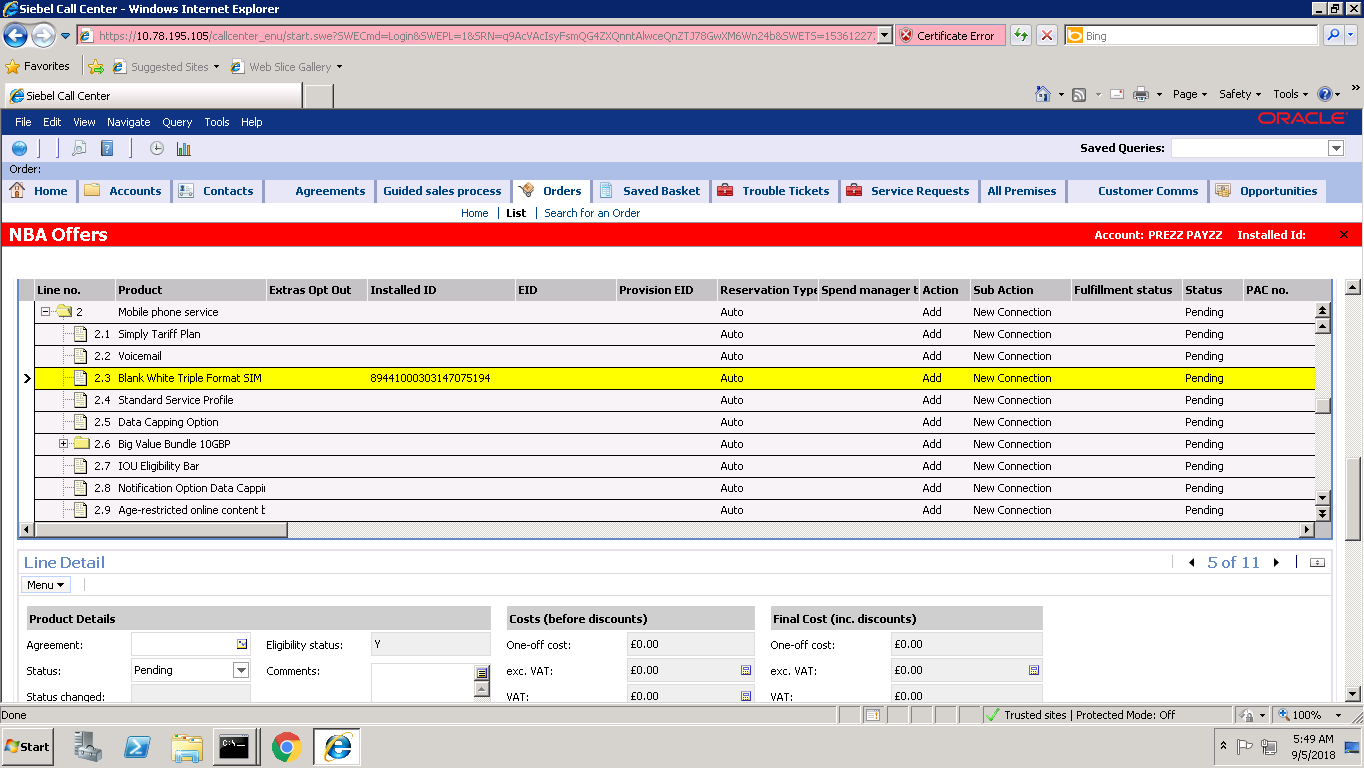 Siebel Call Center - Windows Internet Explorer
https://10.78.195.105/callcenter_enu/start.swe?SWECmd=Login&SWEPL=1&SRN= Certificate Error Bing
Favorites Suggested Sites Web Slice Gallery
Siebel Call Center Page Safety Tools »
File Edit View Navigate Query Tools Help ORACLE
Saved Queries:
Order:
Home Accounts Contacts Agreements Guided sales process Orders Saved Basket Trouble Tickets Service Requests All Premises Customer Comms Opportunities
Home | List | Search for an Order
NBA Offers Account: PREZZ PAYZZ Installed Id: ×
Line no. Product Extras Opt Out Installed ID EID Provision EID Reservation Type Spend manager t Action Sub Action Fulfillment status Status PAC no.
2 Mobile phone service Auto Add New Connection Pending
2.1 Simply Tariff Plan Auto Add New Connection Pending
2.2 Voicemail Auto Add New Connection Pending
2.3 Blank White Triple Format SIM 89441000303147075194 Auto Add New Connection Pending
2.4 Standard Service Profile Auto Add New Connection Pending
2.5 Data Capping Option Auto Add New Connection Pending
2.6 Big Value Bundle 10GBP Auto Add New Connection Pending
2.7 IOU Eligibility Bar Auto Add New Connection Pending
2.8 Notification Option Data Cappi Auto Add New Connection Pending
2.9 Age-restricted online content b Auto Add New Connection Pending
Line Detail 5 of 11
Menu
Product Details Costs (before discounts) Final Cost (inc. discounts)
Agreement: Eligibility status: Y One-off cost: £0.00 One-off cost: £0.00
Status: Pending Comments: exc. VAT: £0.00 exc. VAT: £0.00
Status changed: VAT: £0.00 VAT: £0.00
Done Trusted sites | Protected Mode: Off 100%
Start C:\. 5:49 AM
9/5/2018